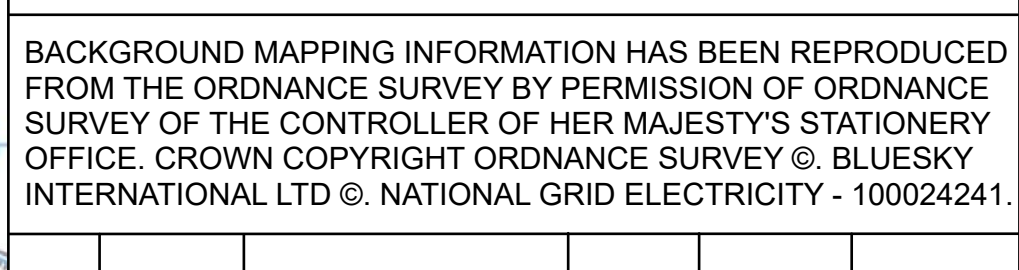 BACKGROUND MAPPING INFORMATION HAS BEEN REPRODUCED
FROM THE ORDNANCE SURVEY BY PERMISSION OF ORDNANCE
SURVEY OF THE CONTROLLER OF HER MAJESTY'S STATIONERY
OFFICE. CROWN COPYRIGHT ORDNANCE SURVEY ©. BLUESKY
INTERNATIONAL LTD ©. NATIONAL GRID ELECTRICITY - 100024241.